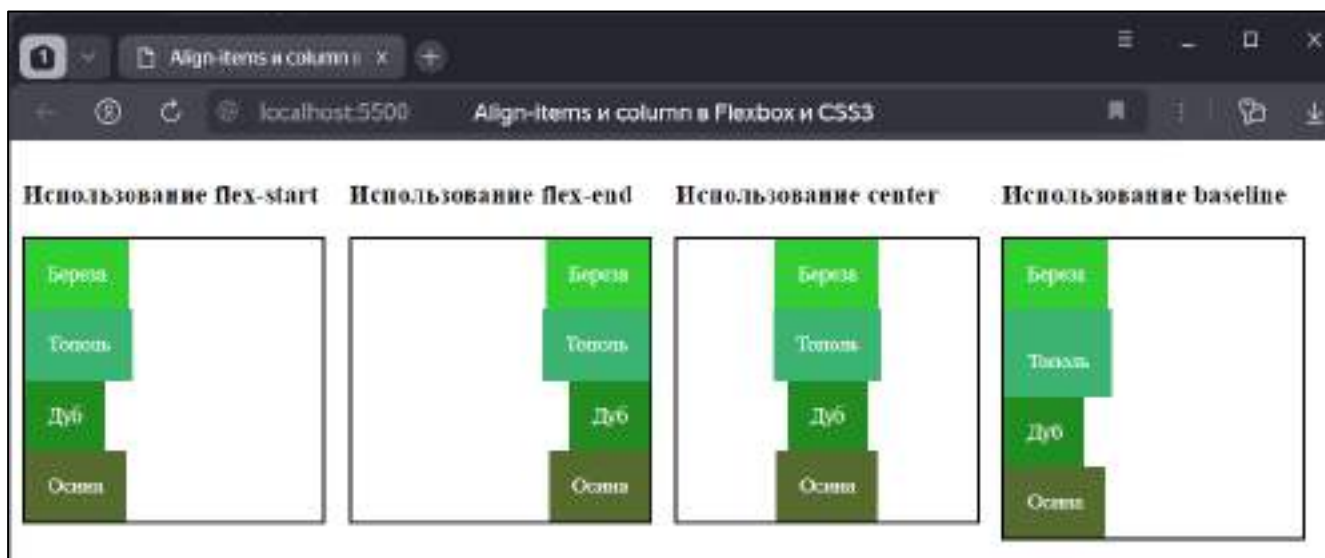 1 Align-items и column в
localhost:5500 Align-items и column в Flexbox и CSS3
Использование flex-start
Береза
Тополь
Дуб
Осина
Использование flex-end
Береза
Тополь
Дуб
Осина
Использование center
Береза
Тополь
Дуб
Осина
Использование baseline
Береза
Тополь
Дуб
Осина